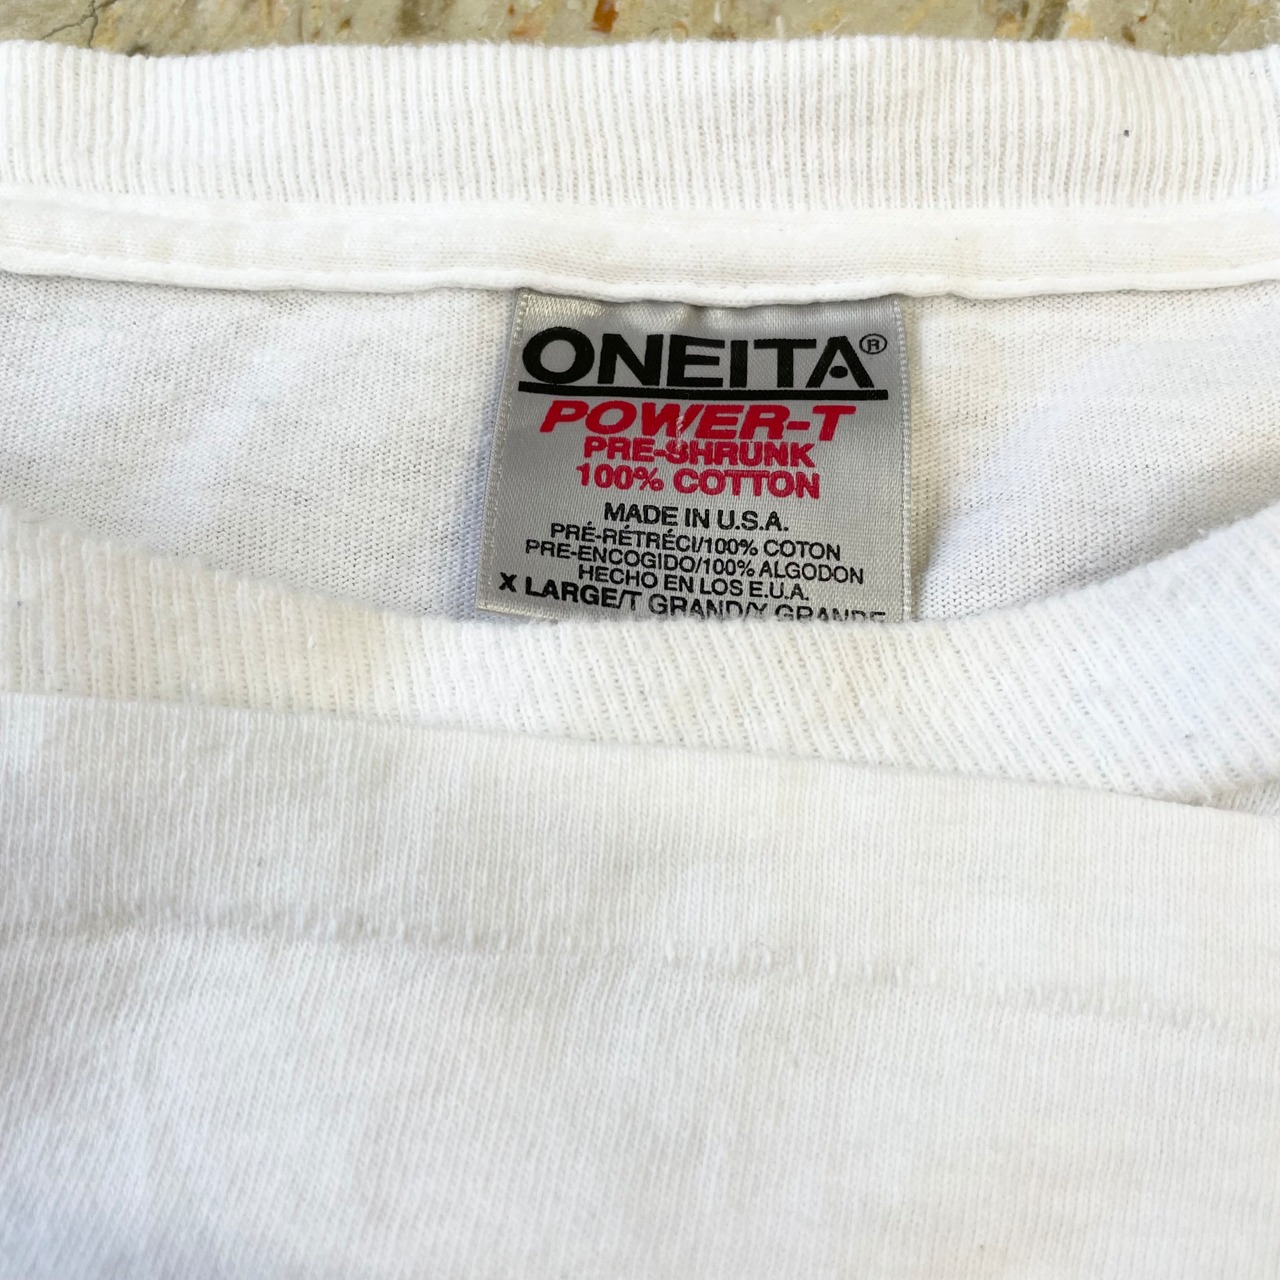 ONEITA®
POWER-T
PRE-SHRUNK
100% COTTON
MADE IN U.S.A.
PRÉ-RÉTRÉCI/100% COTON
PRE-ENCOGIDO/100% ALGODON
HECHO EN LOS E.U.A.
X LARGE/T GRAND/X GRANDE